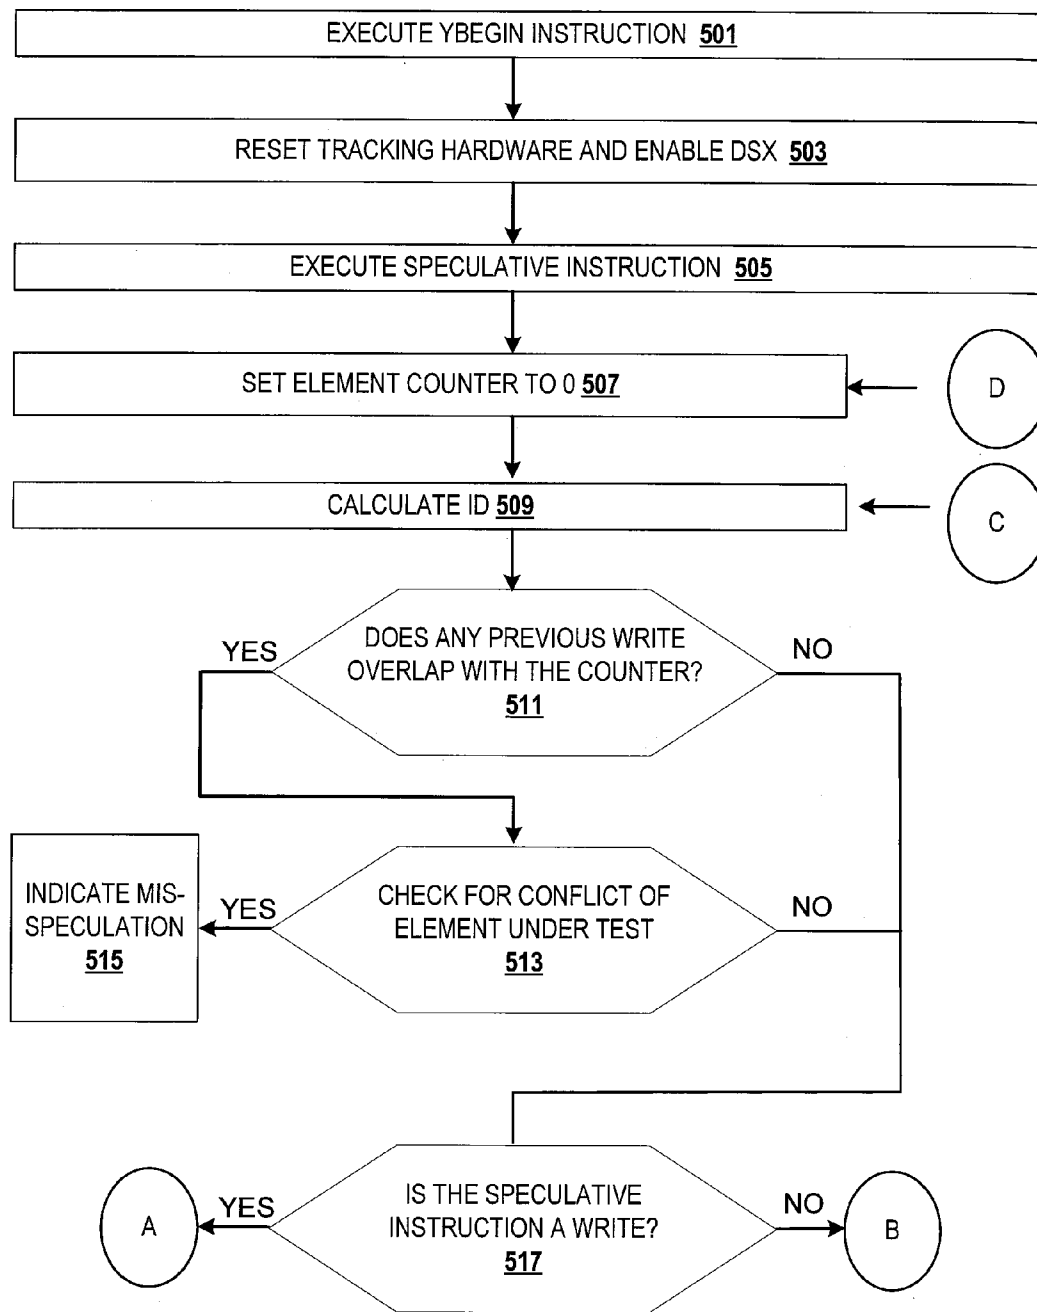 EXECUTE YBEGIN INSTRUCTION 501
RESET TRACKING HARDWARE AND ENABLE DSX 503
EXECUTE SPECULATIVE INSTRUCTION 505
SET ELEMENT COUNTER TO 0 507
D
CALCULATE ID 509
C
DOES ANY PREVIOUS WRITE
OVERLAP WITH THE COUNTER?
511
YES
NO
CHECK FOR CONFLICT OF
ELEMENT UNDER TEST
513
YES
NO
INDICATE MIS-
SPECULATION
515
IS THE SPECULATIVE
INSTRUCTION A WRITE?
517
YES
NO
A
B